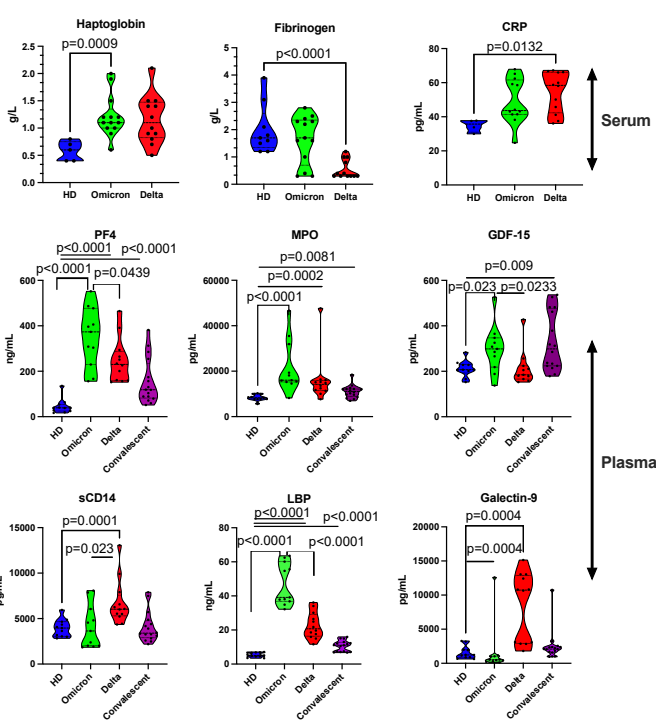 Haptoglobin
p=0.0009
g/L
2.5
2.0
1.5
1.0
0.5
0.0
HD Omicron Delta
Fibrinogen
p<0.0001
g/L
5
4
3
2
1
0
HD Omicron Delta
CRP
p=0.0132
pg/mL
80
60
40
20
0
HD Omicron Delta
Serum
PF4
p<0.0001 p<0.0001
p<0.0001 p=0.0439
ng/mL
600
400
200
0
HD Omicron Delta Convalescent
MPO
p=0.0081
p=0.0002
p<0.0001
pg/mL
60000
40000
20000
0
HD Omicron Delta Convalescent
GDF-15
p=0.009
p=0.023 p=0.0233
pg/mL
600
400
200
0
HD Omicron Delta Convalescent
Plasma
sCD14
p=0.0001
p=0.023
pg/mL
15000
10000
5000
0
HD Omicron Delta Convalescent
LBP
p<0.0001 p<0.0001
p<0.0001 p<0.0001
ng/mL
80
60
40
20
0
HD Omicron Delta Convalescent
Galectin-9
p=0.0004
p=0.0004
pg/mL
20000
15000
10000
5000
0
HD Omicron Delta Convalescent